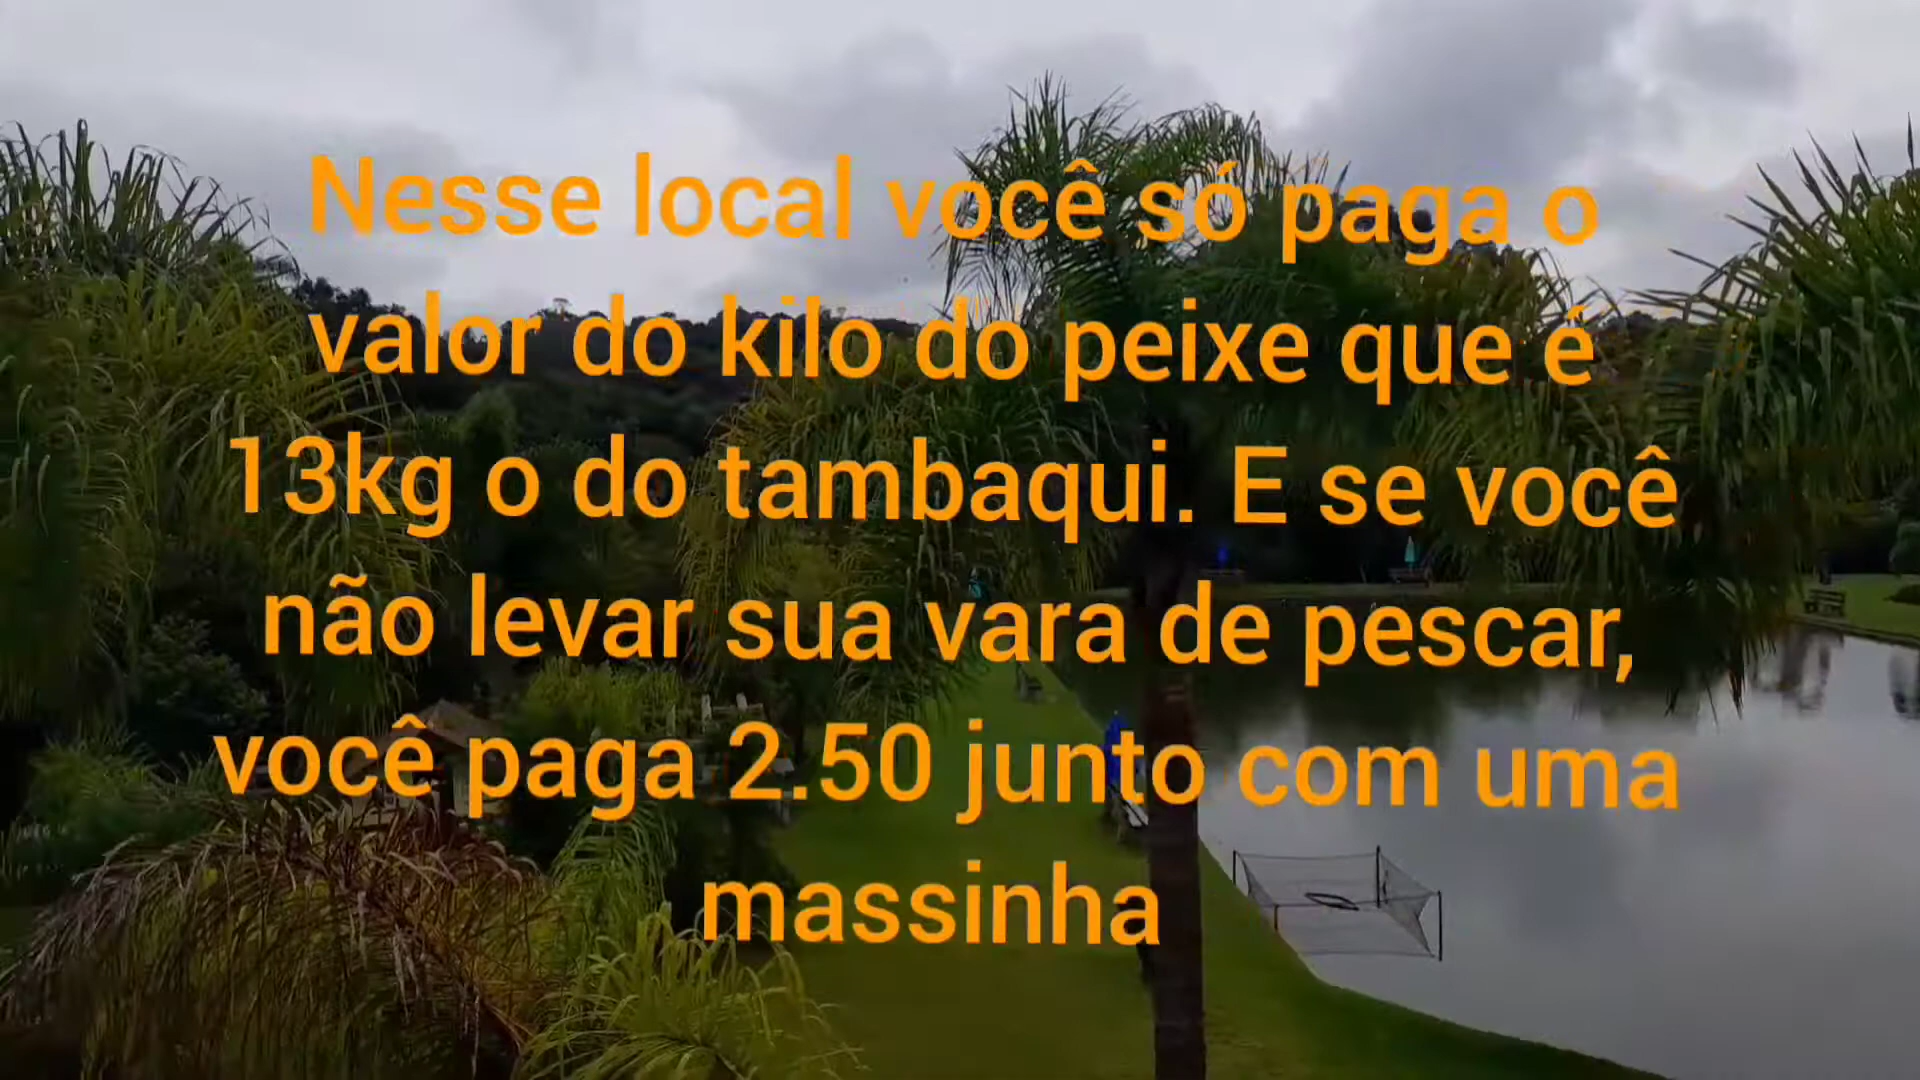 Nesse local você só paga o
valor do kilo do peixe que é
13kg o do tambaqui. E se você
não levar sua vara de pescar,
você paga 2.50 junto com uma
massinha